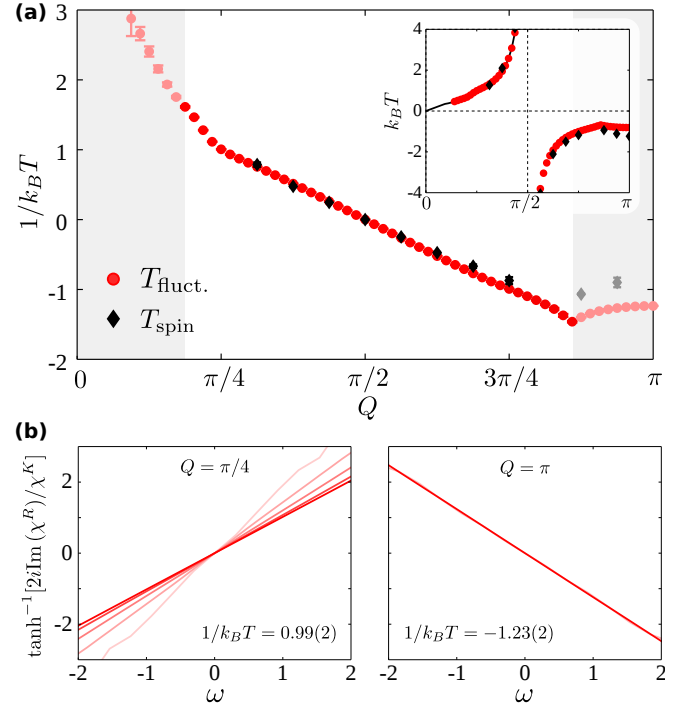 (a)
3
2
1
0
-1
-2
1/k_BT
T_fluct.
T_spin
0
π/4
π/2
3π/4
π
Q
4
2
0
-2
-4
k_BT
0
π/2
π
(b)
tanh⁻¹[2iIm(χ^R)/χ^K]
2
0
-2
Q = π/4
1/k_BT = 0.99(2)
-2
-1
0
1
2
ω
Q = π
1/k_BT = −1.23(2)
-2
-1
0
1
2
ω